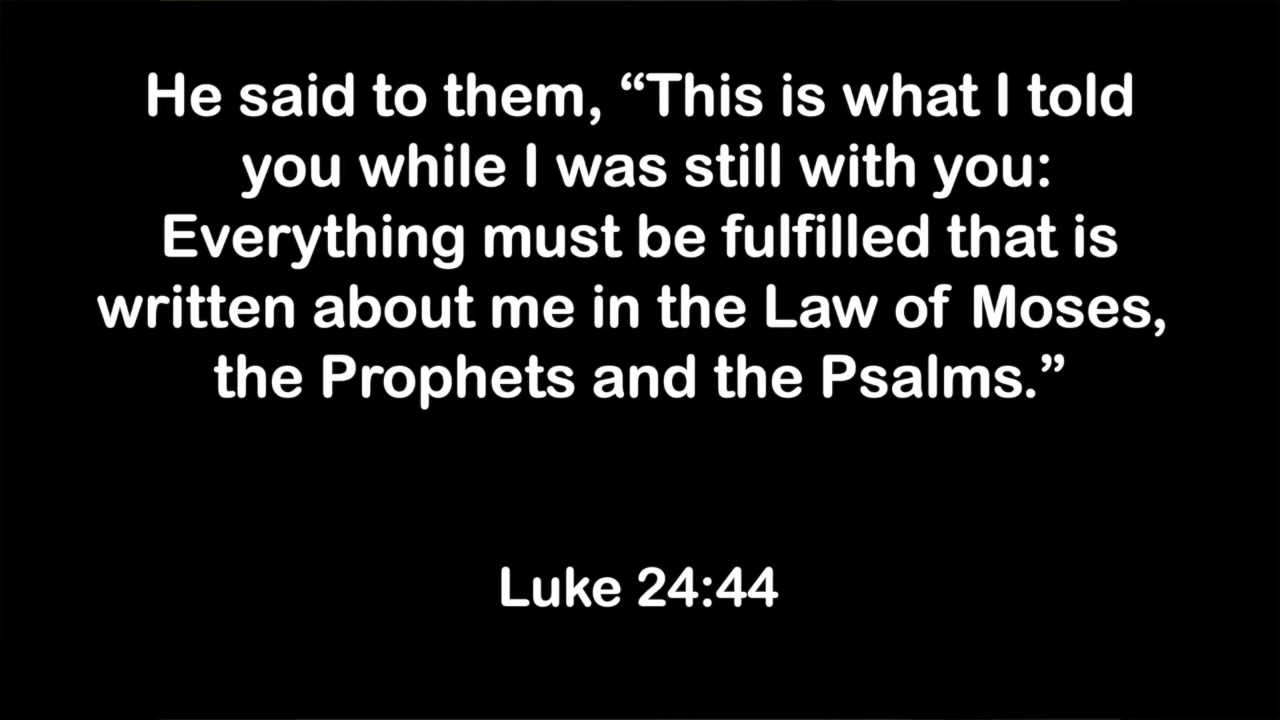 He said to them, “This is what I told
you while I was still with you:
Everything must be fulfilled that is
written about me in the Law of Moses,
the Prophets and the Psalms.”
Luke 24:44